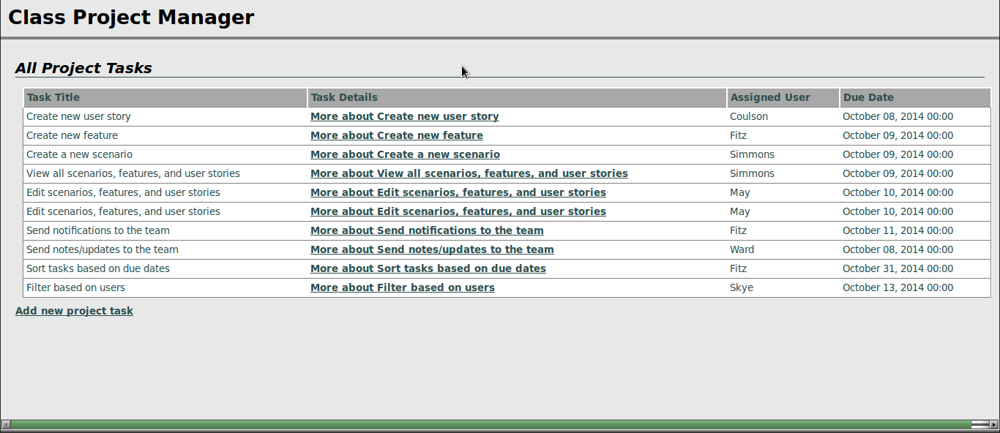 Class Project Manager
All Project Tasks
Task Title Task Details Assigned User Due Date
Create new user story More about Create new user story Coulson October 08, 2014 00:00
Create new feature More about Create new feature Fitz October 09, 2014 00:00
Create a new scenario More about Create a new scenario Simmons October 09, 2014 00:00
View all scenarios, features, and user stories More about View all scenarios, features, and user stories Simmons October 09, 2014 00:00
Edit scenarios, features, and user stories More about Edit scenarios, features, and user stories May October 10, 2014 00:00
Edit scenarios, features, and user stories More about Edit scenarios, features, and user stories May October 10, 2014 00:00
Send notifications to the team More about Send notifications to the team Fitz October 11, 2014 00:00
Send notes/updates to the team More about Send notes/updates to the team Ward October 08, 2014 00:00
Sort tasks based on due dates More about Sort tasks based on due dates Fitz October 31, 2014 00:00
Filter based on users More about Filter based on users Skye October 13, 2014 00:00
Add new project task